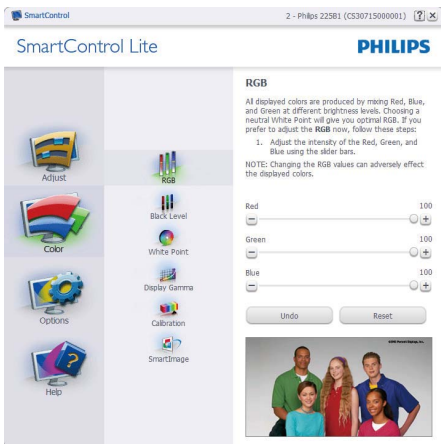 SmartControl
2 - Philips 225B1 (CS30715000001)
SmartControl Lite
PHILIPS
Adjust
Color
Options
Help
RGB
Black Level
White Point
Display Gamma
Calibration
SmartImage
RGB
All displayed colors are produced by mixing Red, Blue,
and Green at different brightness levels. Choosing a
neutral White Point will give you optimal RGB. If you
prefer to adjust the RGB now, follow these steps:
1. Adjust the intensity of the Red, Green, and
Blue using the slider bars.
NOTE: Changing the RGB values can adversely effect
the displayed colors.
Red 100
Green 100
Blue 100
Undo
Reset